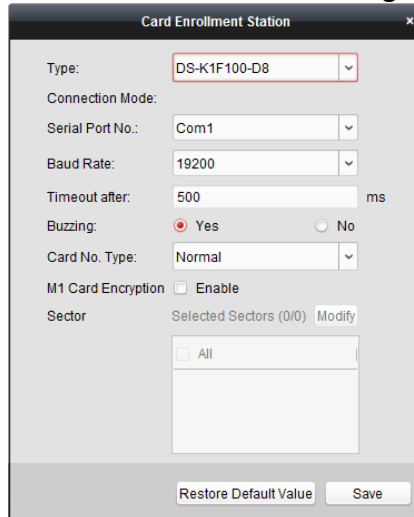 Card Enrollment Station ×
Type: DS-K1F100-D8
Connection Mode:
Serial Port No.: Com1
Baud Rate: 19200
Timeout after: 500 ms
Buzzing: Yes No
Card No. Type: Normal
M1 Card Encryption Enable
Sector Selected Sectors (0/0) Modify
All
Restore Default Value Save